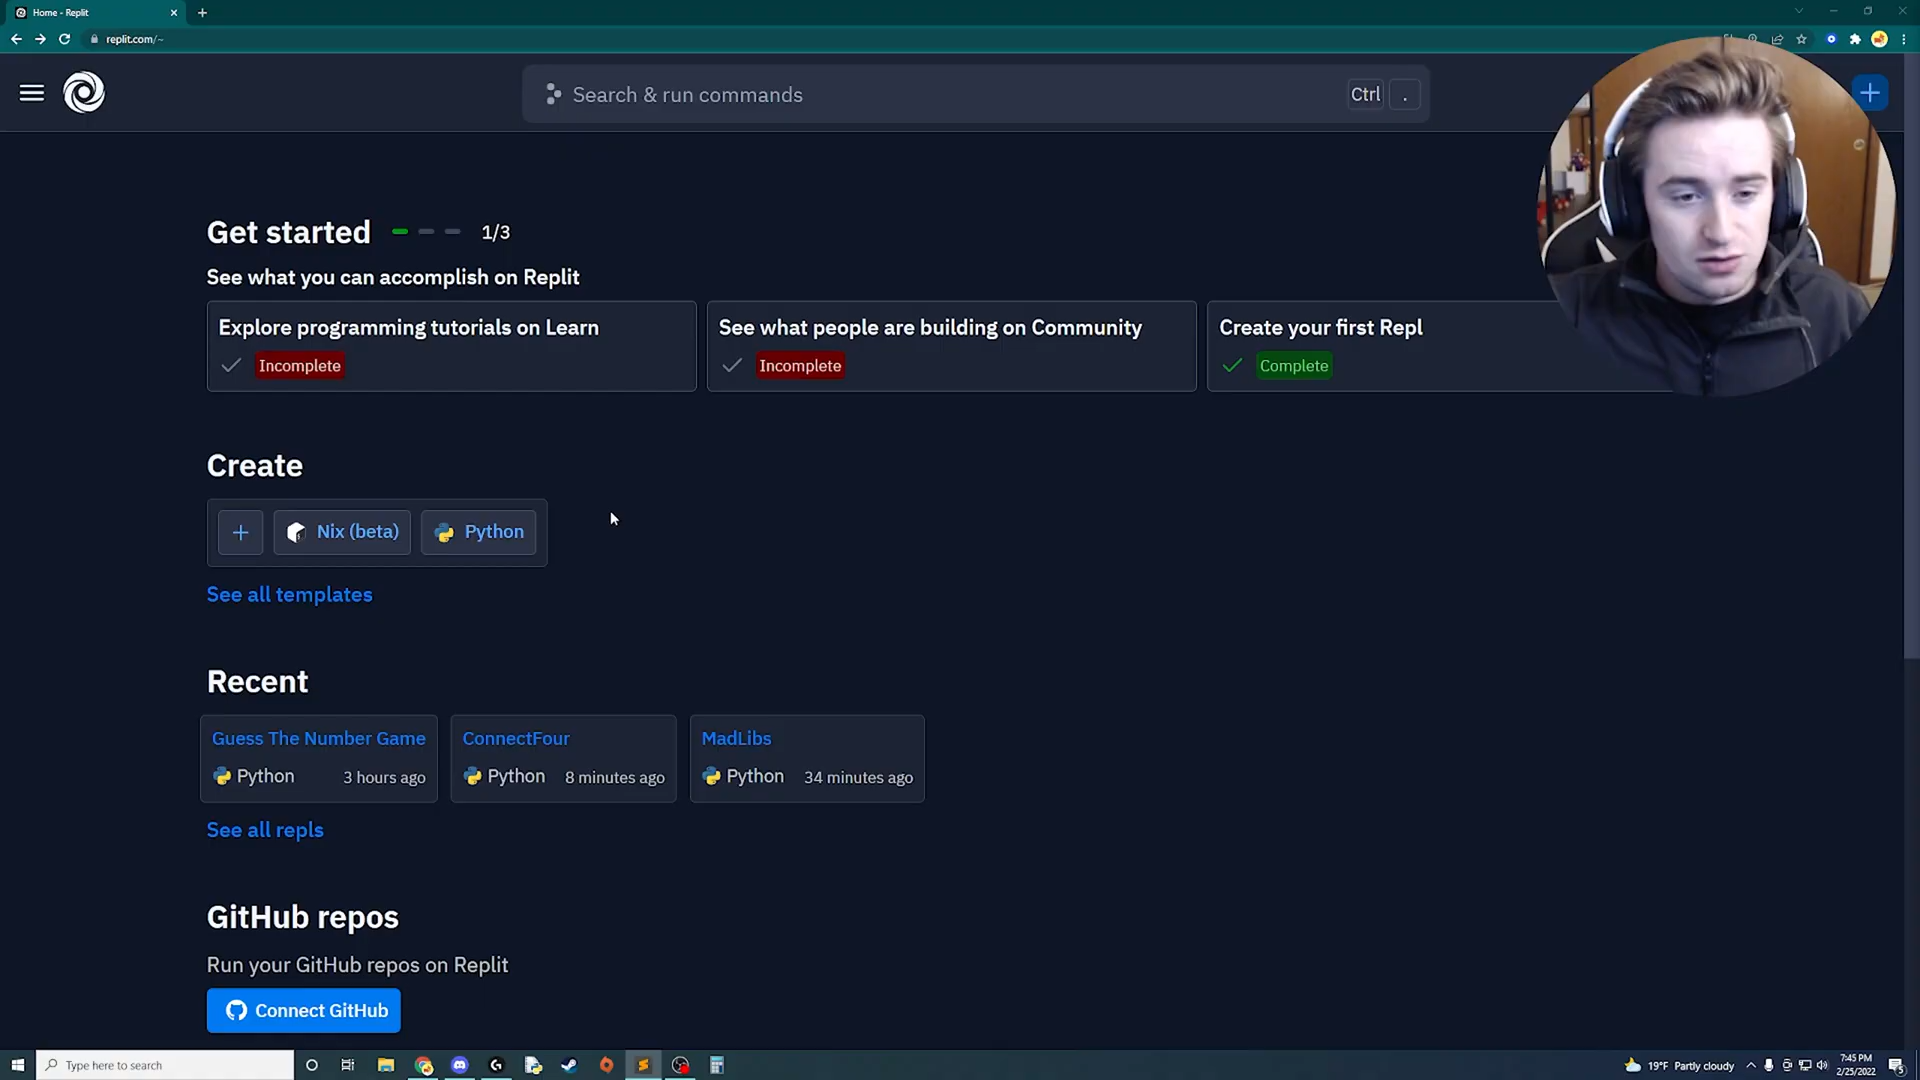 Home - Replit
replit.com/~
Search & run commands
Ctrl .
Get started 1/3
See what you can accomplish on Replit
Explore programming tutorials on Learn
Incomplete
See what people are building on Community
Incomplete
Create your first Repl
Complete
Create
Nix (beta)
Python
See all templates
Recent
Guess The Number Game
Python 3 hours ago
ConnectFour
Python 8 minutes ago
MadLibs
Python 34 minutes ago
See all repls
GitHub repos
Run your GitHub repos on Replit
Connect GitHub
Type here to search
19°F Partly cloudy
7:45 PM
2/25/2022